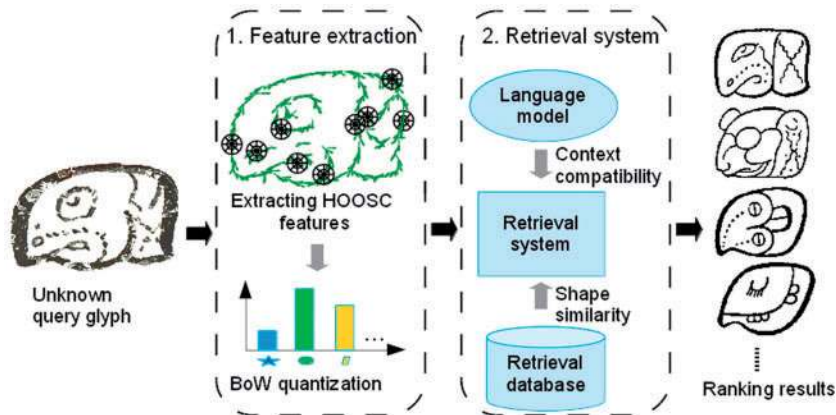 1. Feature extraction
2. Retrieval system
Language
model
Context
compatibility
Extracting HOOSC
features
Retrieval
system
Unknown
query glyph
Shape
similarity
...
BoW quantization
Retrieval
database
Ranking results